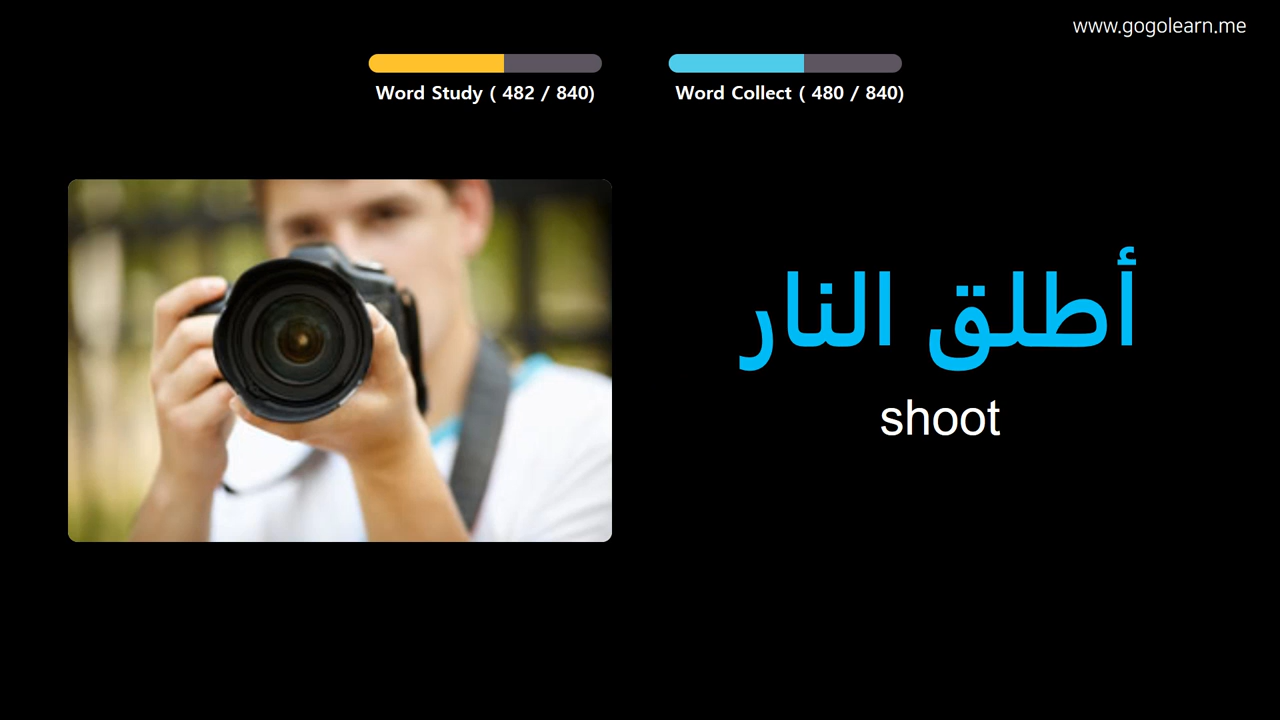 www.gogolearn.me
Word Study ( 482 / 840)
Word Collect ( 480 / 840)
أطلق النار
shoot